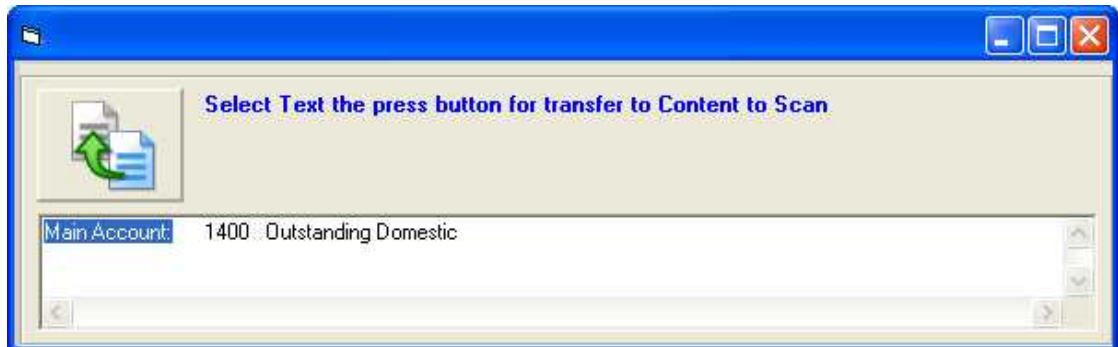 Select Text the press button for transfer to Content to Scan
Main Account: 1400 Outstanding Domestic